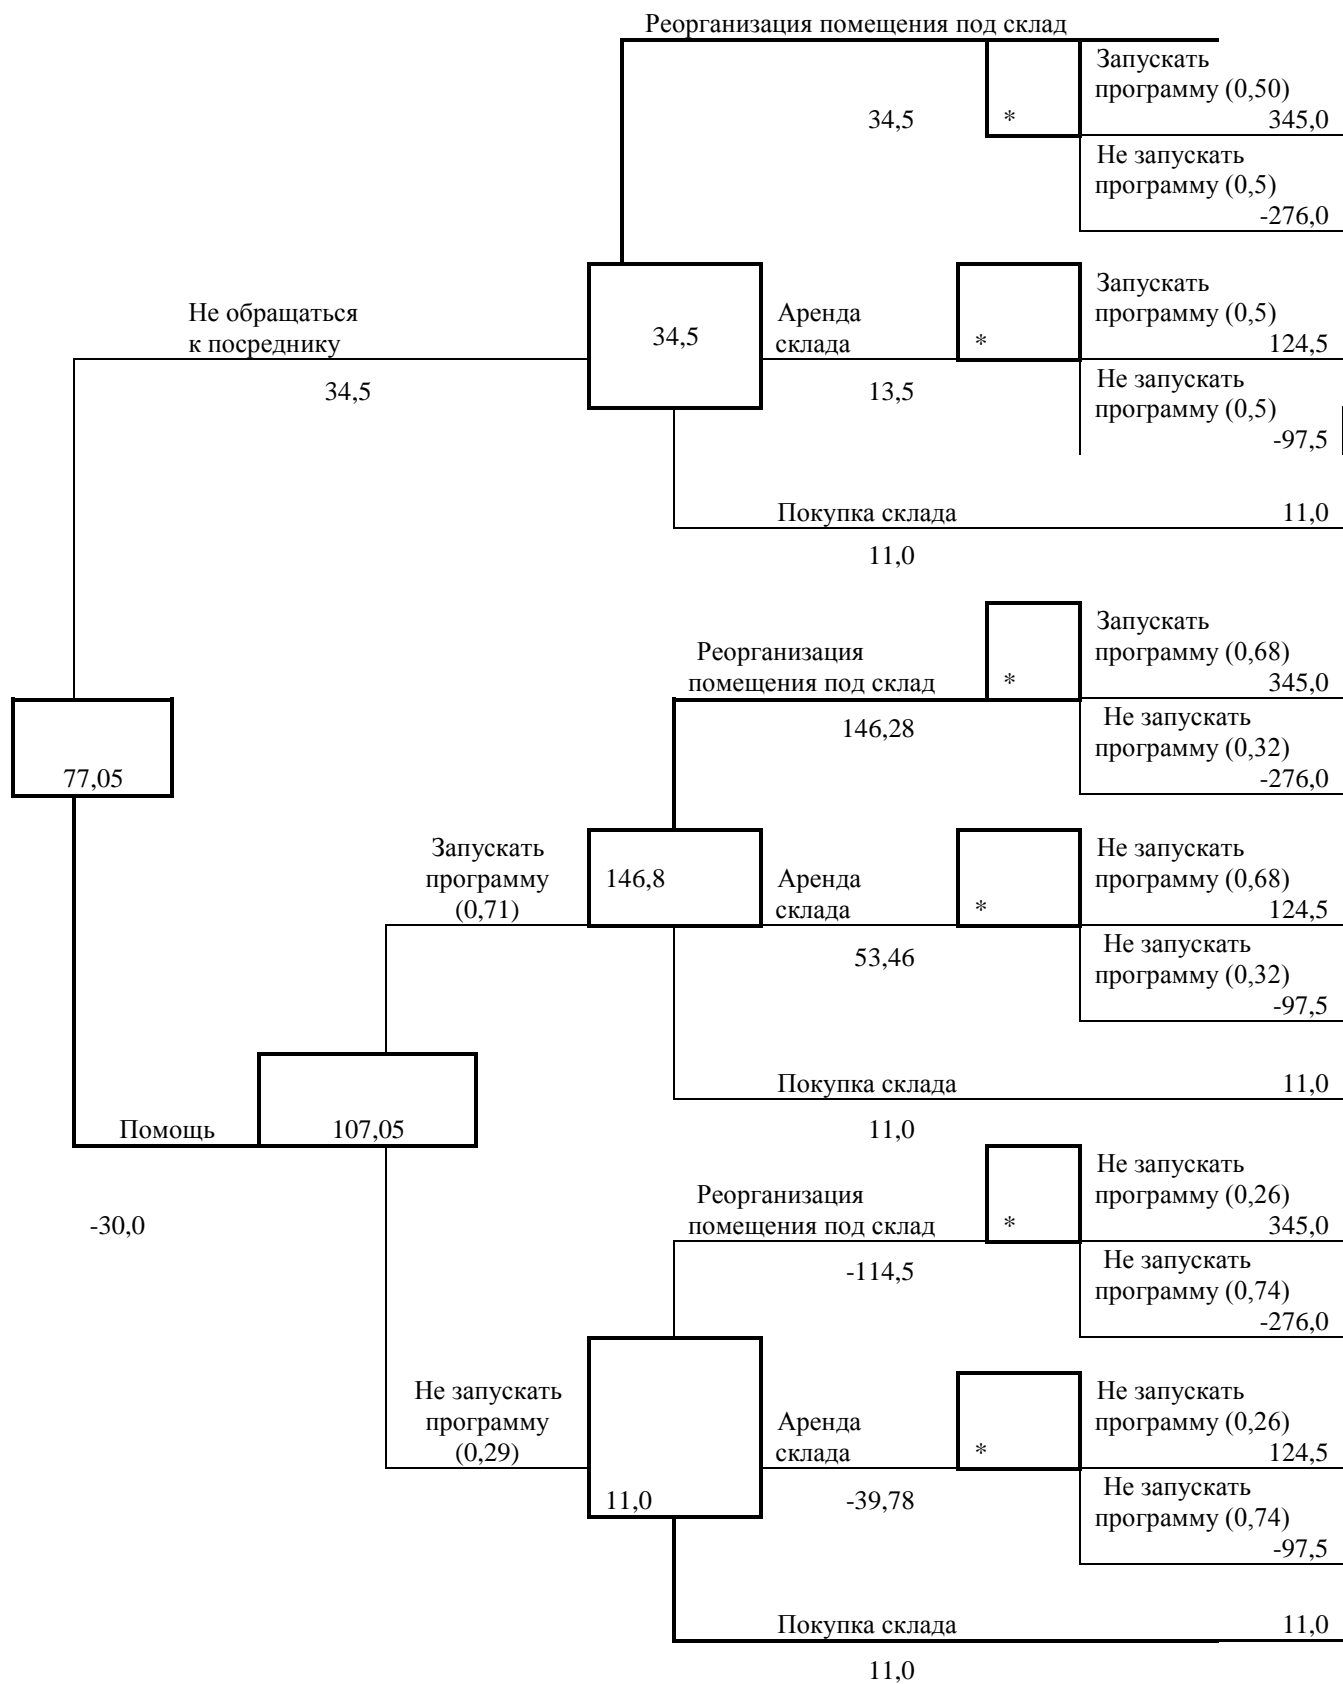 Реорганизация помещения под склад
Запускать
программу (0,50)
34,5
*
345,0
Не запускать
программу (0,5)
-276,0
Не обращаться
к посреднику
34,5
34,5
Аренда
склада
*
13,5
Запускать
программу (0,5)
124,5
Не запускать
программу (0,5)
-97,5
Покупка склада
11,0
11,0
77,05
Реорганизация
помещения под склад
*
146,28
Запускать
программу (0,68)
345,0
Не запускать
программу (0,32)
-276,0
Запускать
программу
(0,71)
146,8
Аренда
склада
*
53,46
Не запускать
программу (0,68)
124,5
Не запускать
программу (0,32)
-97,5
Покупка склада
11,0
11,0
Помощь
107,05
-30,0
Реорганизация
помещения под склад
*
-114,5
Не запускать
программу (0,26)
345,0
Не запускать
программу (0,74)
-276,0
Не запускать
программу
(0,29)
11,0
Аренда
склада
*
-39,78
Не запускать
программу (0,26)
124,5
Не запускать
программу (0,74)
-97,5
Покупка склада
11,0
11,0